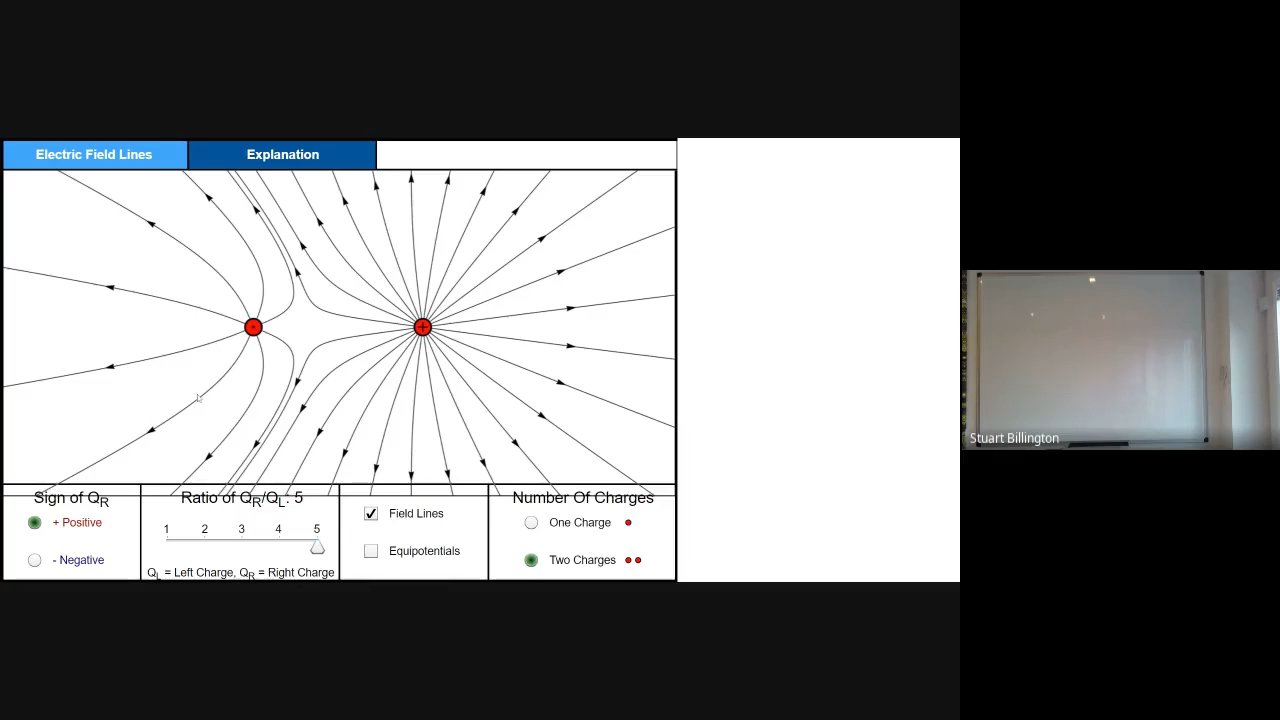 Electric Field Lines
Explanation
+
Sign of QR
+ Positive
- Negative
Ratio of QR/QL: 5
1 2 3 4 5
QL = Left Charge, QR = Right Charge
Field Lines
Equipotentials
Number Of Charges
One Charge
Two Charges
Stuart Billington